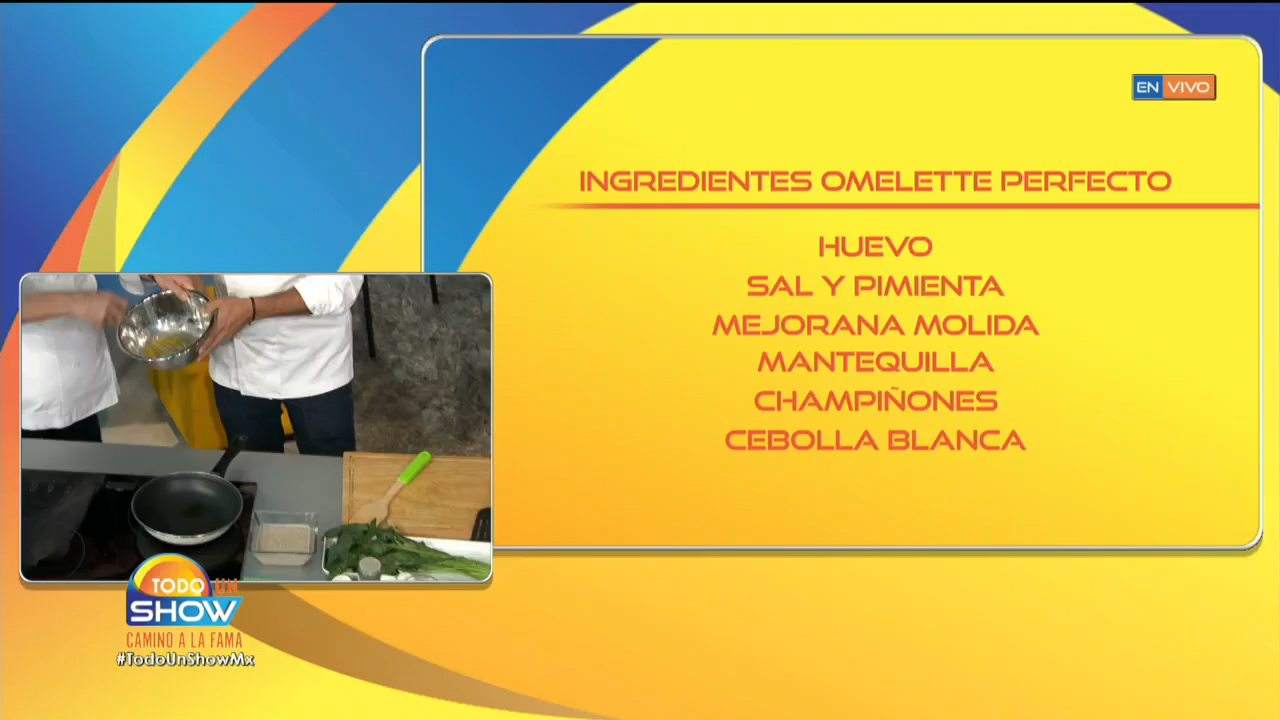 EN VIVO
INGREDIENTES OMELETTE PERFECTO
HUEVO
SAL Y PIMIENTA
MEJORANA MOLIDA
MANTEQUILLA
CHAMPIÑONES
CEBOLLA BLANCA
TODO UN
SHOW
CAMINO A LA FAMA
#TodoUnShowMx